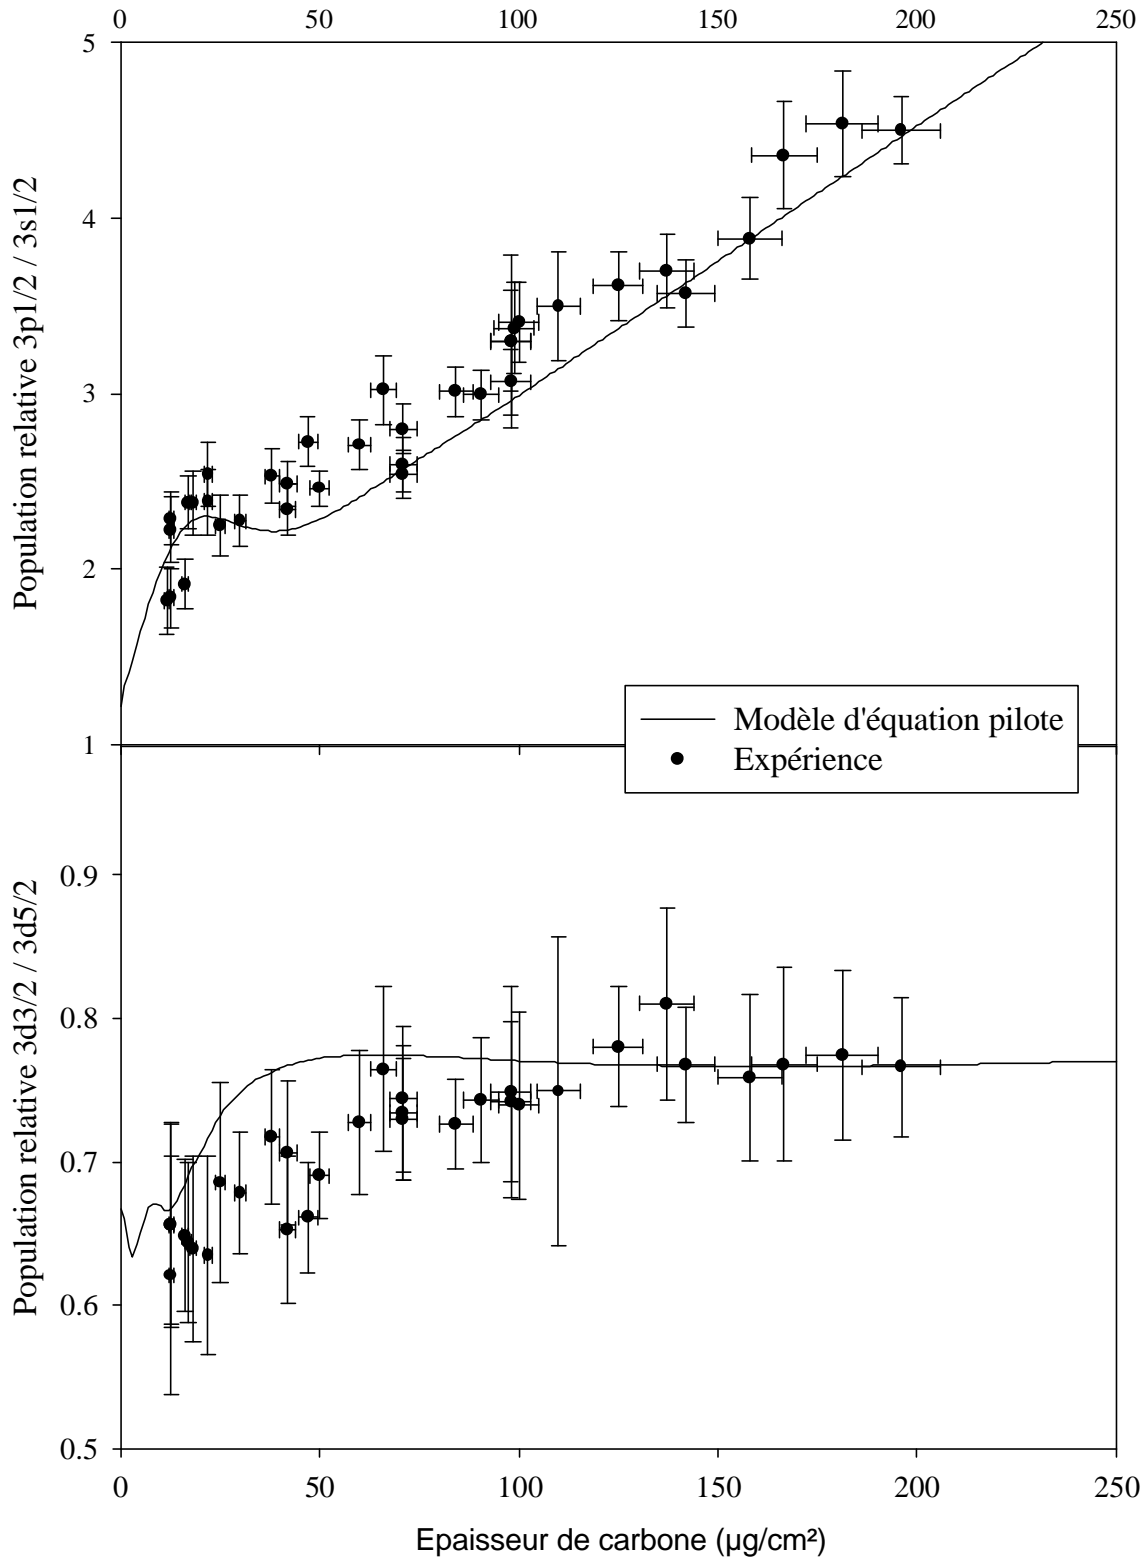 0 50 100 150 200 250
5
4
3
2
1
Population relative 3p1/2 / 3s1/2
Modèle d'équation pilote
Expérience
0.9
0.8
0.7
0.6
0.5
Population relative 3d3/2 / 3d5/2
0 50 100 150 200 250
Epaisseur de carbone (µg/cm²)